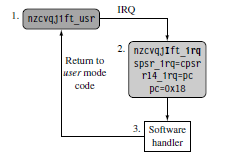 1. nzcvqjift_usr
IRQ
2. nzcvqjIft_irq
spsr_irq=cpsr
r14_irq=pc
pc=0x18
Return to
user mode
code
3. Software
handler